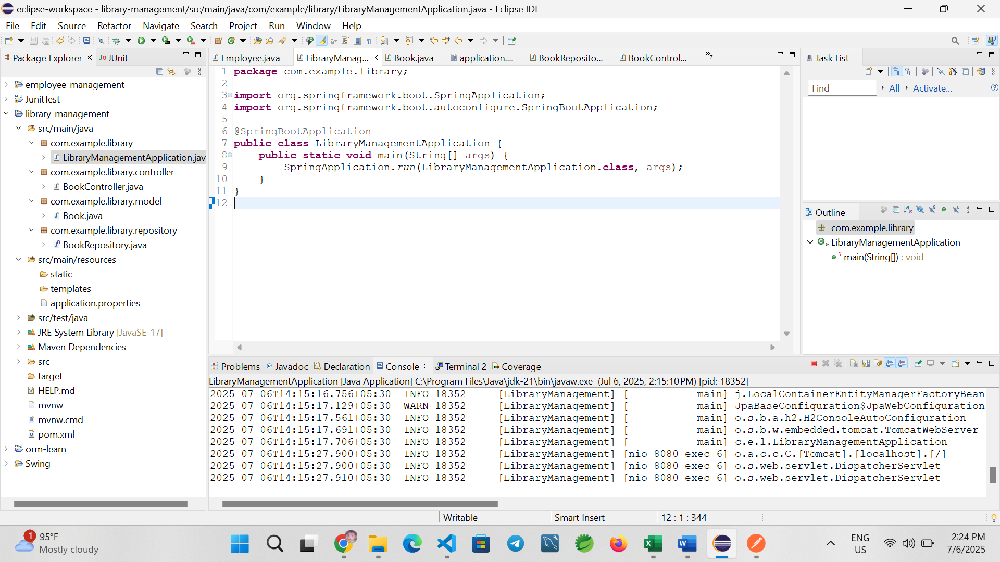 eclipse-workspace - library-management/src/main/java/com/example/library/LibraryManagementApplication.java - Eclipse IDE
File Edit Source Refactor Navigate Search Project Run Window Help
Package Explorer
JUnit
employee-management
JunitTest
library-management
src/main/java
com.example.library
LibraryManagementApplication.jav
com.example.library.controller
BookController.java
com.example.library.model
Book.java
com.example.library.repository
BookRepository.java
src/main/resources
static
templates
application.properties
src/test/java
JRE System Library [JavaSE-17]
Maven Dependencies
src
target
HELP.md
mvnw
mvnw.cmd
pom.xml
orm-learn
Swing
Employee.java LibraryManag... Book.java application.... BookReposito... BookControl... »7
1 package com.example.library;
2
3 import org.springframework.boot.SpringApplication;
4 import org.springframework.boot.autoconfigure.SpringBootApplication;
5
6 @SpringBootApplication
7 public class LibraryManagementApplication {
8 public static void main(String[] args) {
9 SpringApplication.run(LibraryManagementApplication.class, args);
10 }
11 }
12
Task List
Find All Activate...
Outline
com.example.library
LibraryManagementApplication
main(String[]) : void
Problems Javadoc Declaration Console Terminal 2 Coverage
LibraryManagementApplication [Java Application] C:\Program Files\Java\jdk-21\bin\javaw.exe (Jul 6, 2025, 2:15:10 PM) [pid: 18352]
2025-07-06T14:15:16.756+05:30 INFO 18352 --- [LibraryManagement] [ main] j.LocalContainerEntityManagerFactoryBean
2025-07-06T14:15:17.129+05:30 WARN 18352 --- [LibraryManagement] [ main] JpaBaseConfiguration$JpaWebConfiguration
2025-07-06T14:15:17.561+05:30 INFO 18352 --- [LibraryManagement] [ main] o.s.b.a.h2.H2ConsoleAutoConfiguration
2025-07-06T14:15:17.691+05:30 INFO 18352 --- [LibraryManagement] [ main] o.s.b.w.embedded.tomcat.TomcatWebServer
2025-07-06T14:15:17.706+05:30 INFO 18352 --- [LibraryManagement] [ main] c.e.l.LibraryManagementApplication
2025-07-06T14:15:27.900+05:30 INFO 18352 --- [LibraryManagement] [nio-8080-exec-6] o.a.c.c.C.[Tomcat].[localhost].[/]
2025-07-06T14:15:27.900+05:30 INFO 18352 --- [LibraryManagement] [nio-8080-exec-6] o.s.web.servlet.DispatcherServlet
2025-07-06T14:15:27.910+05:30 INFO 18352 --- [LibraryManagement] [nio-8080-exec-6] o.s.web.servlet.DispatcherServlet
Writable Smart Insert 12 : 1 : 344
1
95°F
Mostly cloudy
ENG
US
2:24 PM
7/6/2025